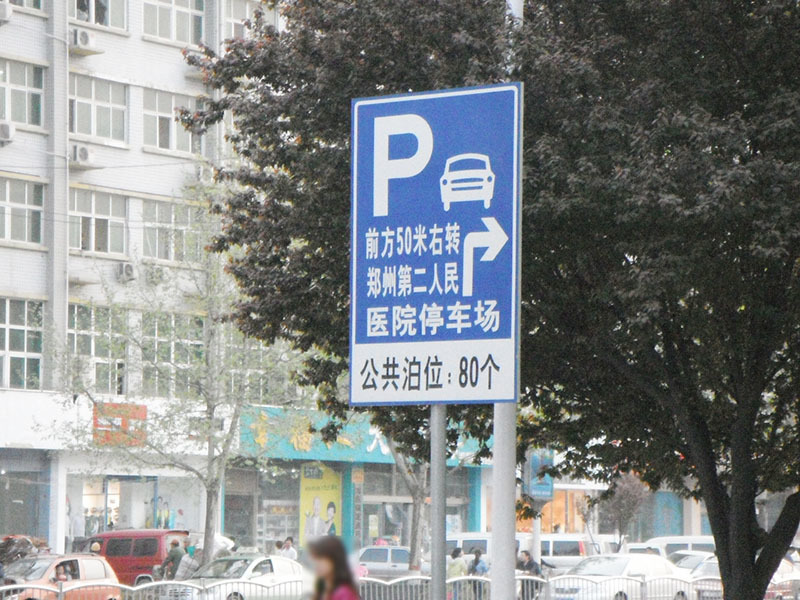 P
前方50米右转
郑州第二人民
医院停车场
公共泊位：80个